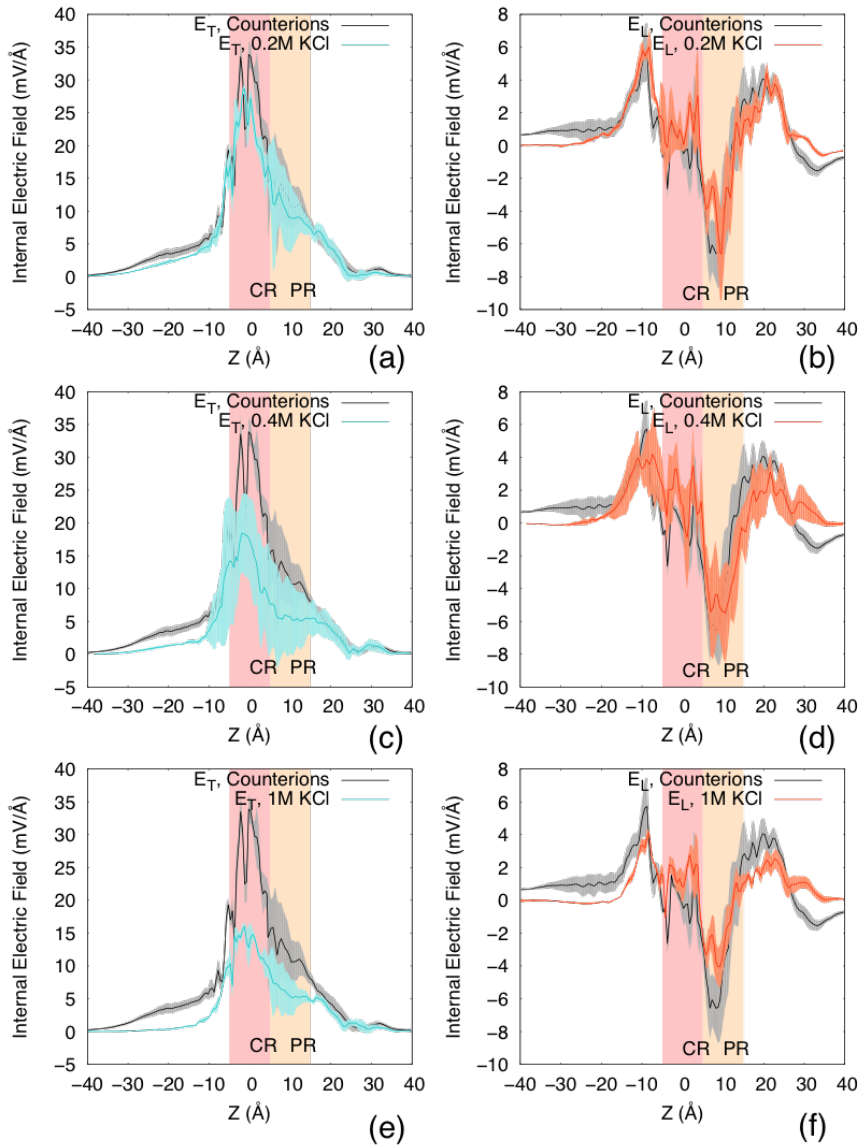 E_T, Counterions
E_T, 0.2M KCl
Internal Electric Field (mV/Å)
40
35
30
25
20
15
10
5
0
−5
CR PR
−40 −30 −20 −10 0 10 20 30 40
Z (Å)
(a)
E_L, Counterions
E_L, 0.2M KCl
Internal Electric Field (mV/Å)
8
6
4
2
0
−2
−4
−6
−8
−10
CR PR
−40 −30 −20 −10 0 10 20 30 40
Z (Å)
(b)
E_T, Counterions
E_T, 0.4M KCl
Internal Electric Field (mV/Å)
40
35
30
25
20
15
10
5
0
−5
CR PR
−40 −30 −20 −10 0 10 20 30 40
Z (Å)
(c)
E_L, Counterions
E_L, 0.4M KCl
Internal Electric Field (mV/Å)
8
6
4
2
0
−2
−4
−6
−8
−10
CR PR
−40 −30 −20 −10 0 10 20 30 40
Z (Å)
(d)
E_T, Counterions
E_T, 1M KCl
Internal Electric Field (mV/Å)
40
35
30
25
20
15
10
5
0
−5
CR PR
−40 −30 −20 −10 0 10 20 30 40
Z (Å)
(e)
E_L, Counterions
E_L, 1M KCl
Internal Electric Field (mV/Å)
8
6
4
2
0
−2
−4
−6
−8
−10
CR PR
−40 −30 −20 −10 0 10 20 30 40
Z (Å)
(f)